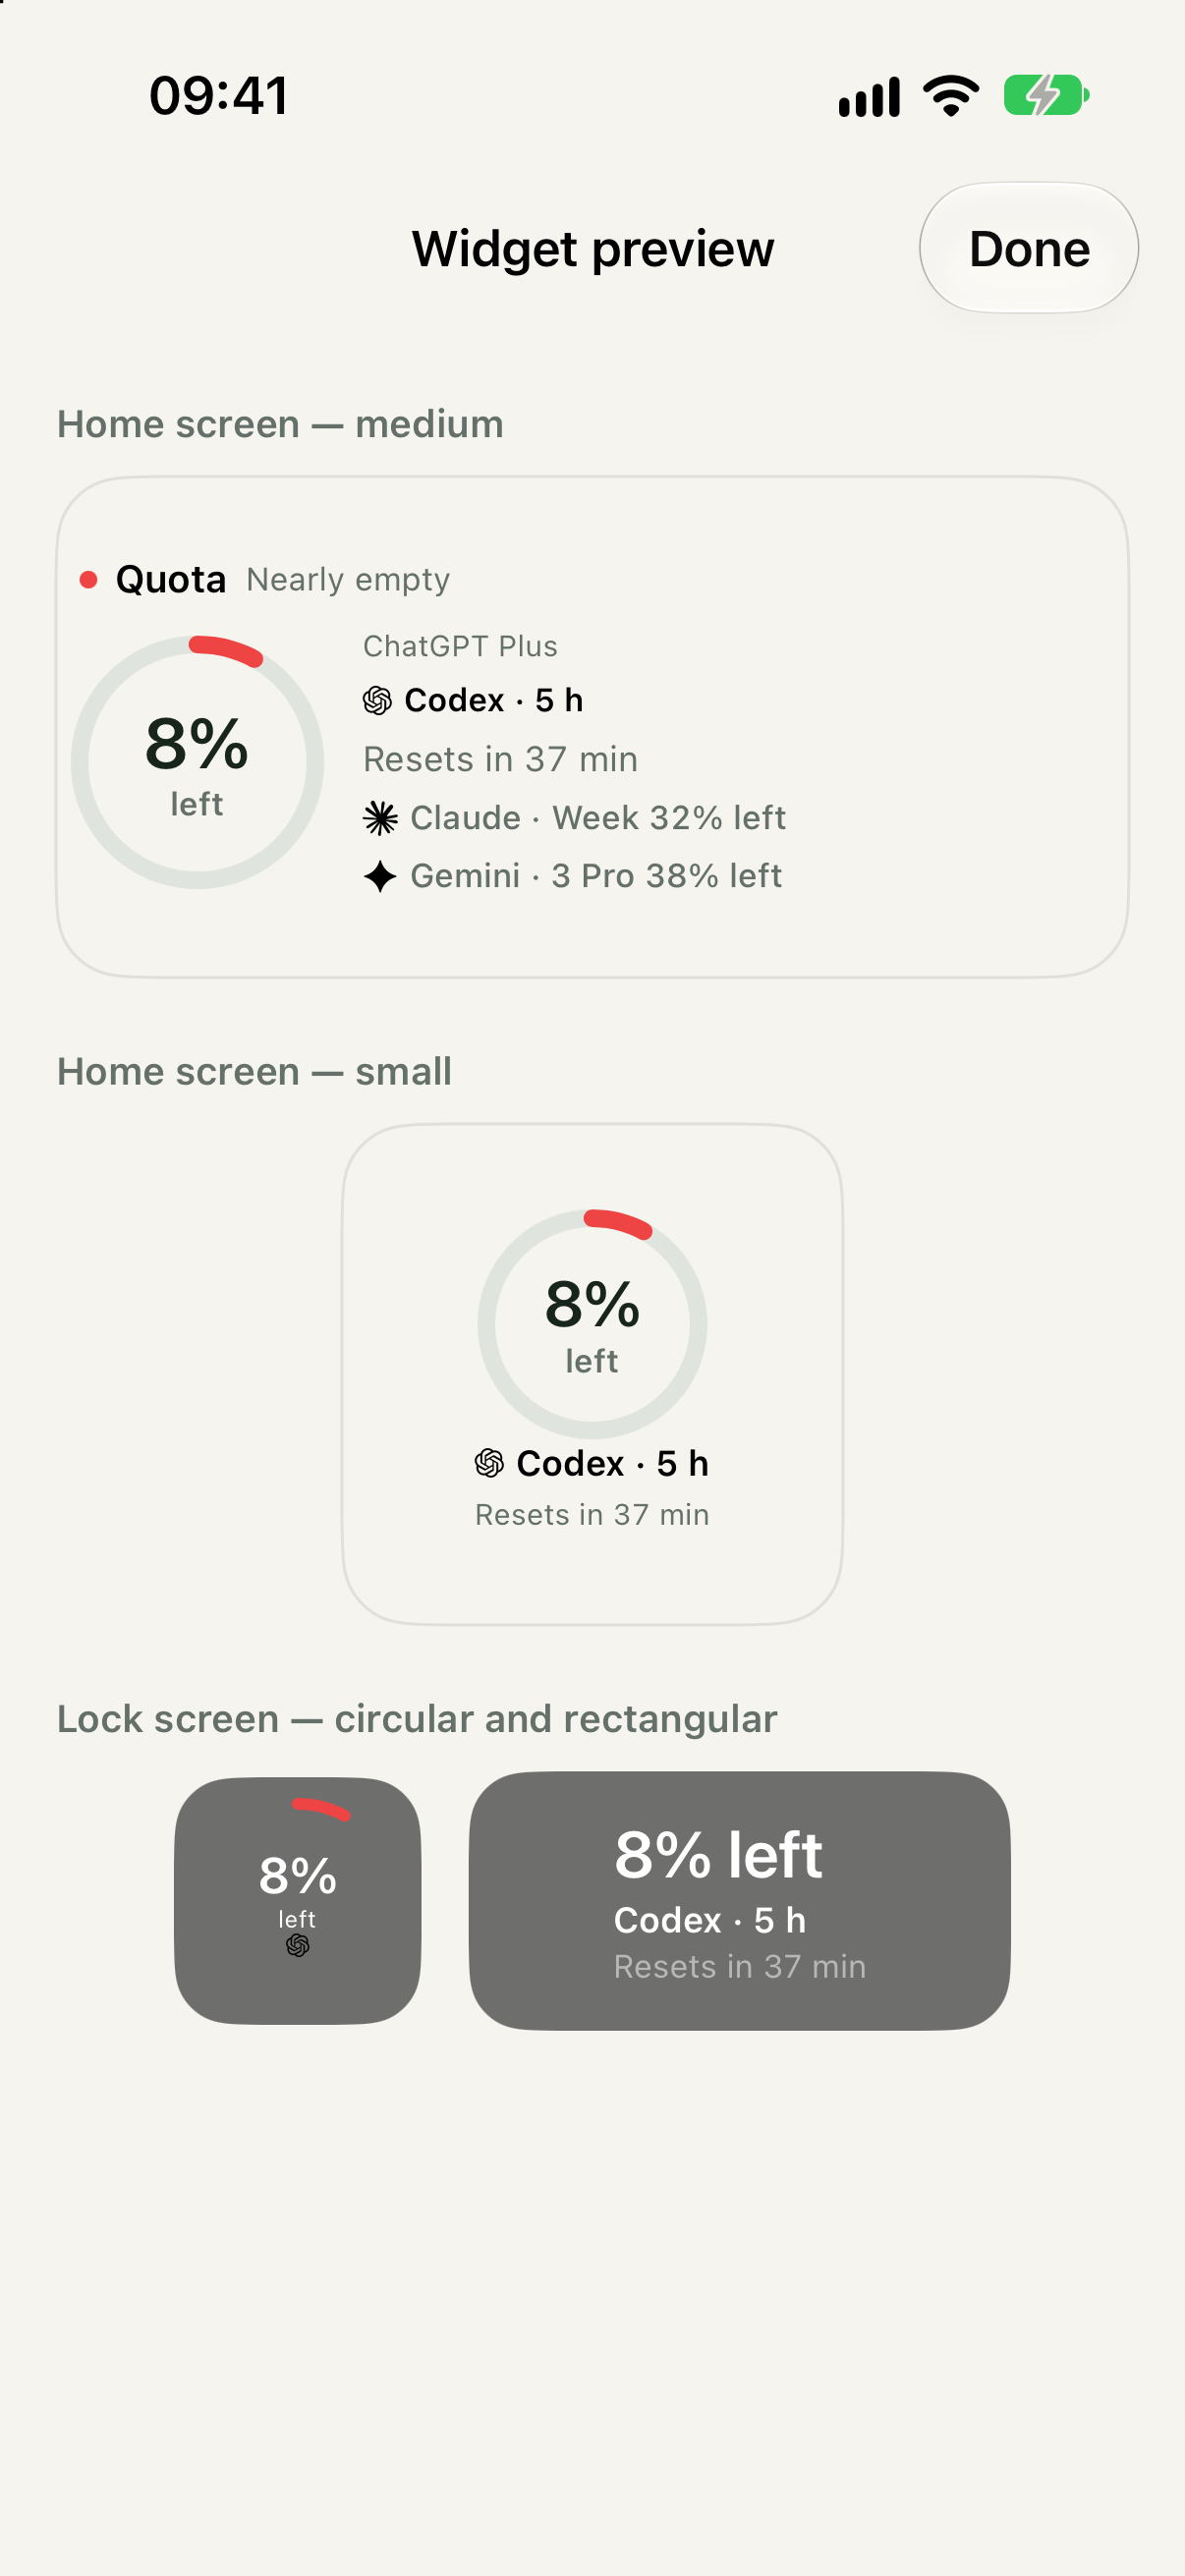 09:41
Widget preview
Done
Home screen — medium
Quota Nearly empty
8%
left
ChatGPT Plus
Codex · 5 h
Resets in 37 min
Claude · Week 32% left
Gemini · 3 Pro 38% left
Home screen — small
8%
left
Codex · 5 h
Resets in 37 min
Lock screen — circular and rectangular
8%
left
8% left
Codex · 5 h
Resets in 37 min